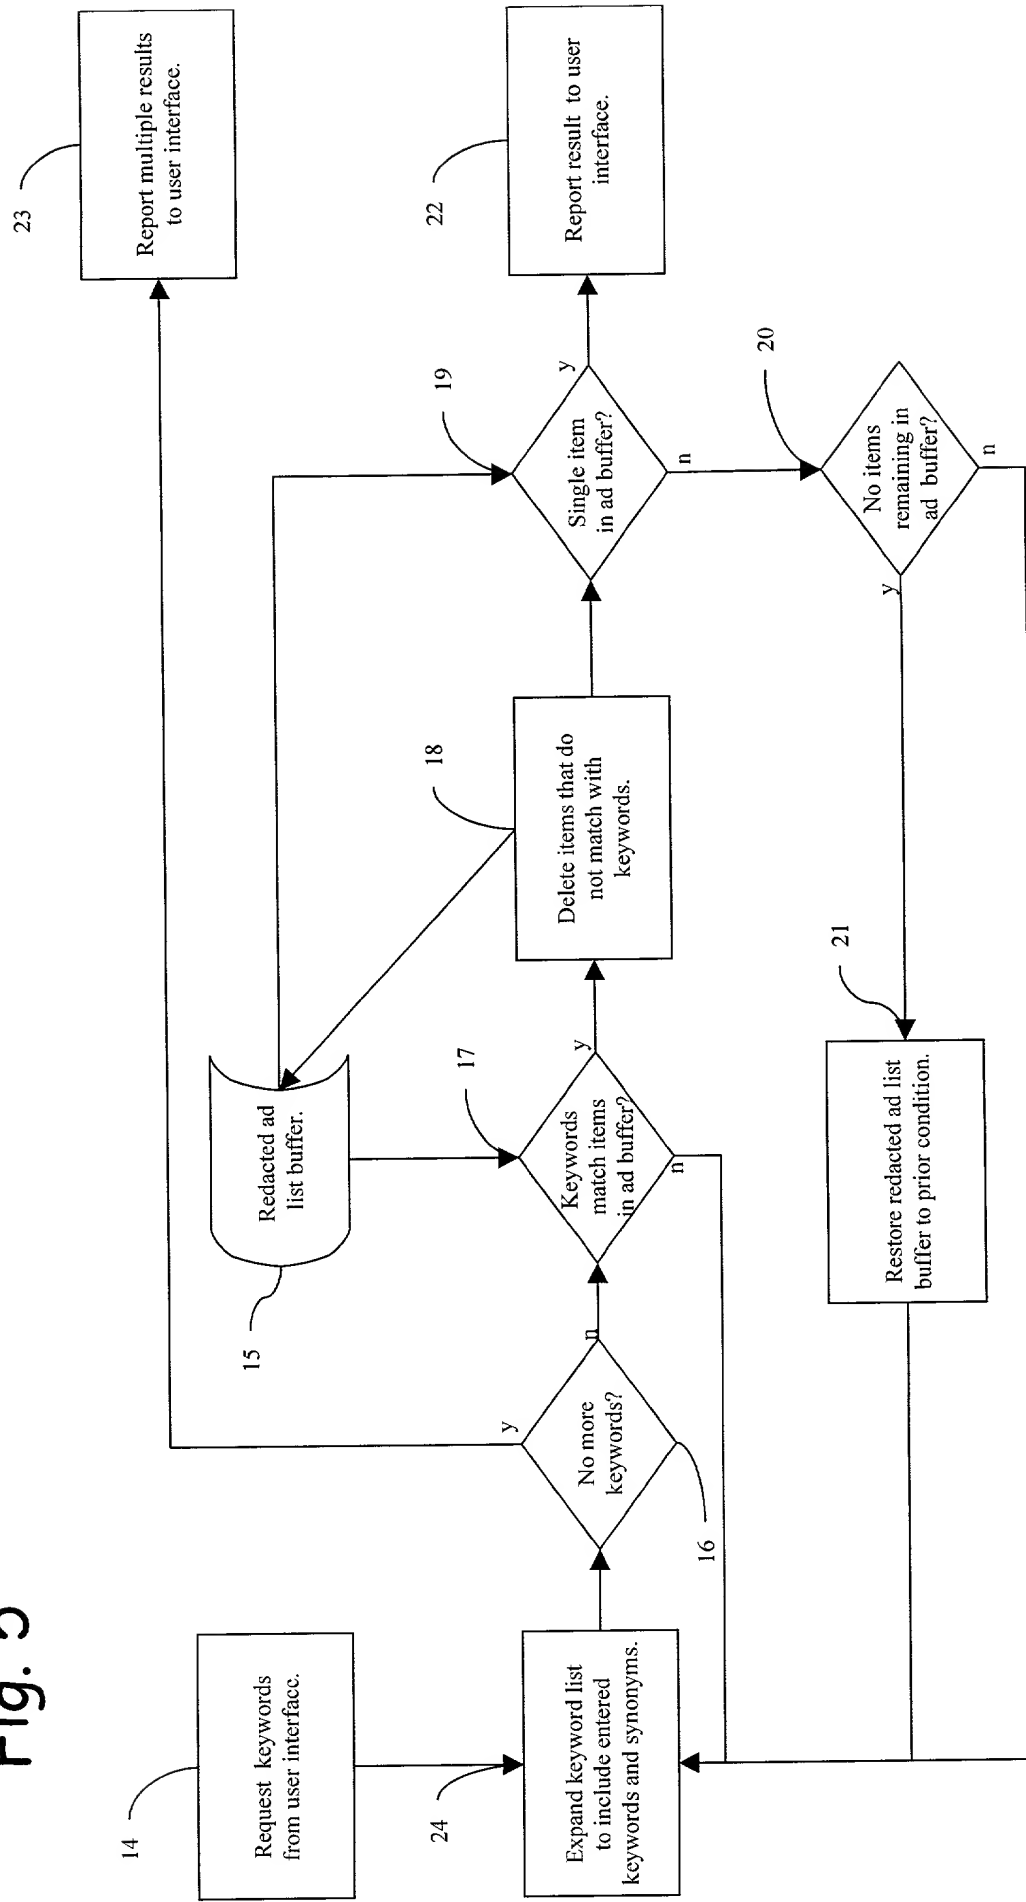 Fig. 5
14
Request keywords
from user interface.
24
Expand keyword list
to include entered
keywords and synonyms.
15
Redacted ad
list buffer.
16
No more
keywords?
y
n
17
Keywords
match items
in ad buffer?
y
n
18
Delete items that do
not match with
keywords.
19
Single item
in ad buffer?
y
n
20
No items
remaining in
ad buffer?
y
n
21
Restore redacted ad list
buffer to prior condition.
22
Report result to user
interface.
23
Report multiple results
to user interface.